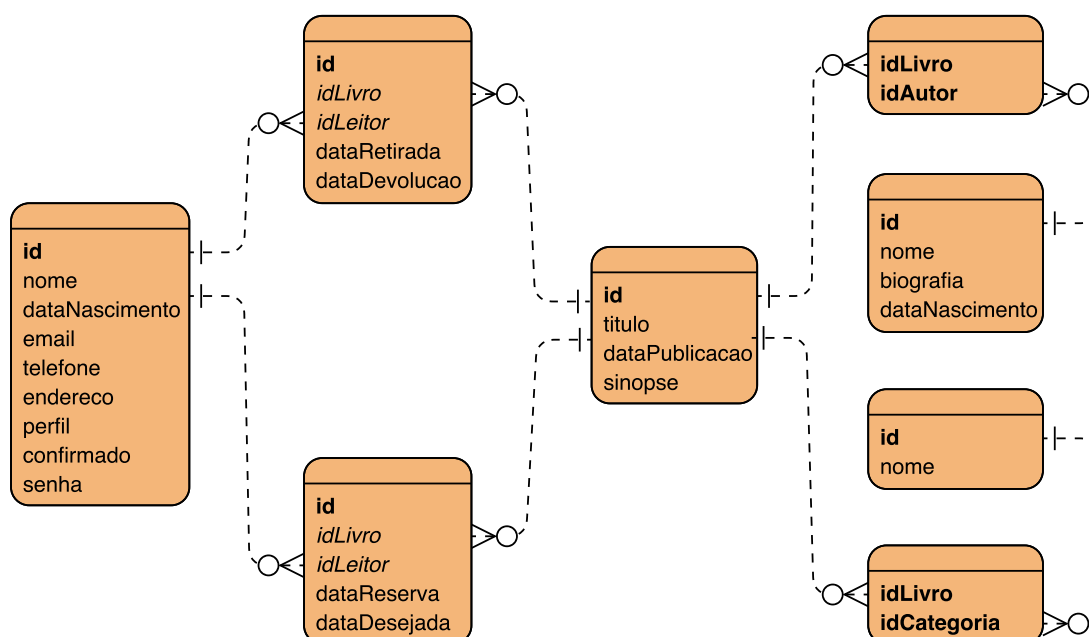 id
nome
dataNascimento
email
telefone
endereco
perfil
confirmado
senha
id
idLivro
idLeitor
dataRetirada
dataDevolucao
id
idLivro
idLeitor
dataReserva
dataDesejada
id
titulo
dataPublicacao
sinopse
idLivro
idAutor
id
nome
biografia
dataNascimento
id
nome
idLivro
idCategoria